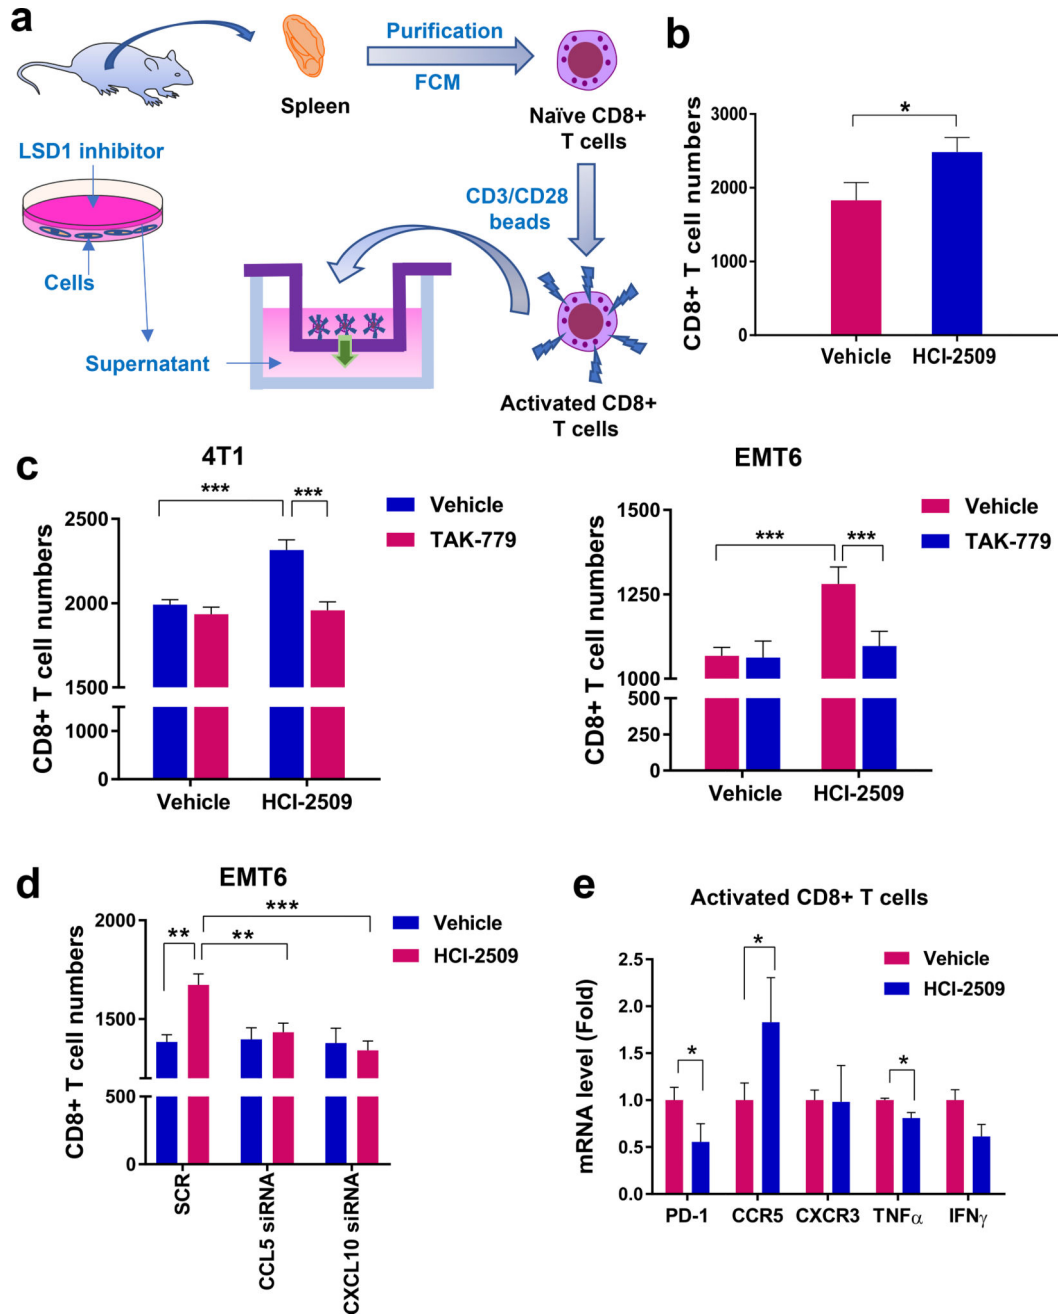 a
Purification
FCM
Spleen
Naïve CD8+
T cells
LSD1 inhibitor
CD3/CD28
beads
Cells
Supernatant
Activated CD8+
T cells
b
*
CD8+ T cell numbers
3000
2000
1000
0
Vehicle
HCI-2509
c
4T1
***
***
Vehicle
TAK-779
CD8+ T cell numbers
2500
2000
1500
1000
0
Vehicle
HCI-2509
EMT6
***
***
Vehicle
TAK-779
CD8+ T cell numbers
1500
1250
1000
500
250
0
Vehicle
HCI-2509
d
EMT6
***
**
**
Vehicle
HCI-2509
CD8+ T cell numbers
2000
1500
500
0
SCR
CCL5 siRNA
CXCL10 siRNA
e
Activated CD8+ T cells
*
*
*
Vehicle
HCI-2509
mRNA level (Fold)
2.5
2.0
1.5
1.0
0.5
0.0
PD-1
CCR5
CXCR3
TNFα
IFNγ